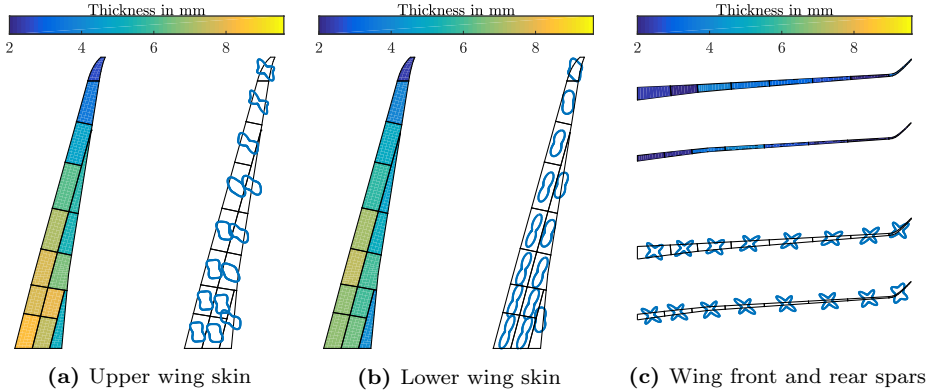 Thickness in mm
2 4 6 8
Thickness in mm
2 4 6 8
Thickness in mm
2 4 6 8
(a) Upper wing skin
(b) Lower wing skin
(c) Wing front and rear spars